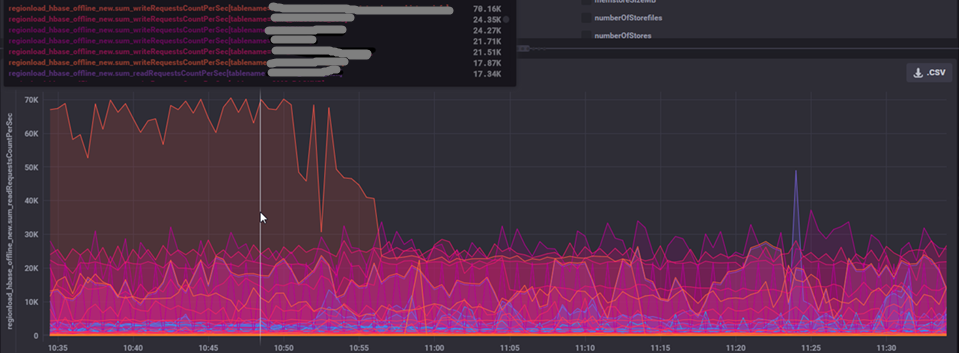 regionload_hbase_offline_new.sum_writeRequestsCountPerSec|tablename 70.16K
regionload_hbase_offline_new.sum_writeRequestsCountPerSec|tablename 24.35K
regionload_hbase_offline_new.sum_writeRequestsCountPerSec|tablename 24.27K
regionload_hbase_offline_new.sum_writeRequestsCountPerSec|tablename 21.71K
regionload_hbase_offline_new.sum_writeRequestsCountPerSec|tablename 21.51K
regionload_hbase_offline_new.sum_writeRequestsCountPerSec|tablename 17.87K
regionload_hbase_offline_new.sum_readRequestsCountPerSec|tablename 17.34K
memstoreSizeMB
numberOfStorefiles
numberOfStores
.CSV
regionload_hbase_offline_new.sum_readRequestsCountPerSec
70K
60K
50K
40K
30K
20K
10K
0
10:35 10:40 10:45 10:50 10:55 11:00 11:05 11:10 11:15 11:20 11:25 11:30